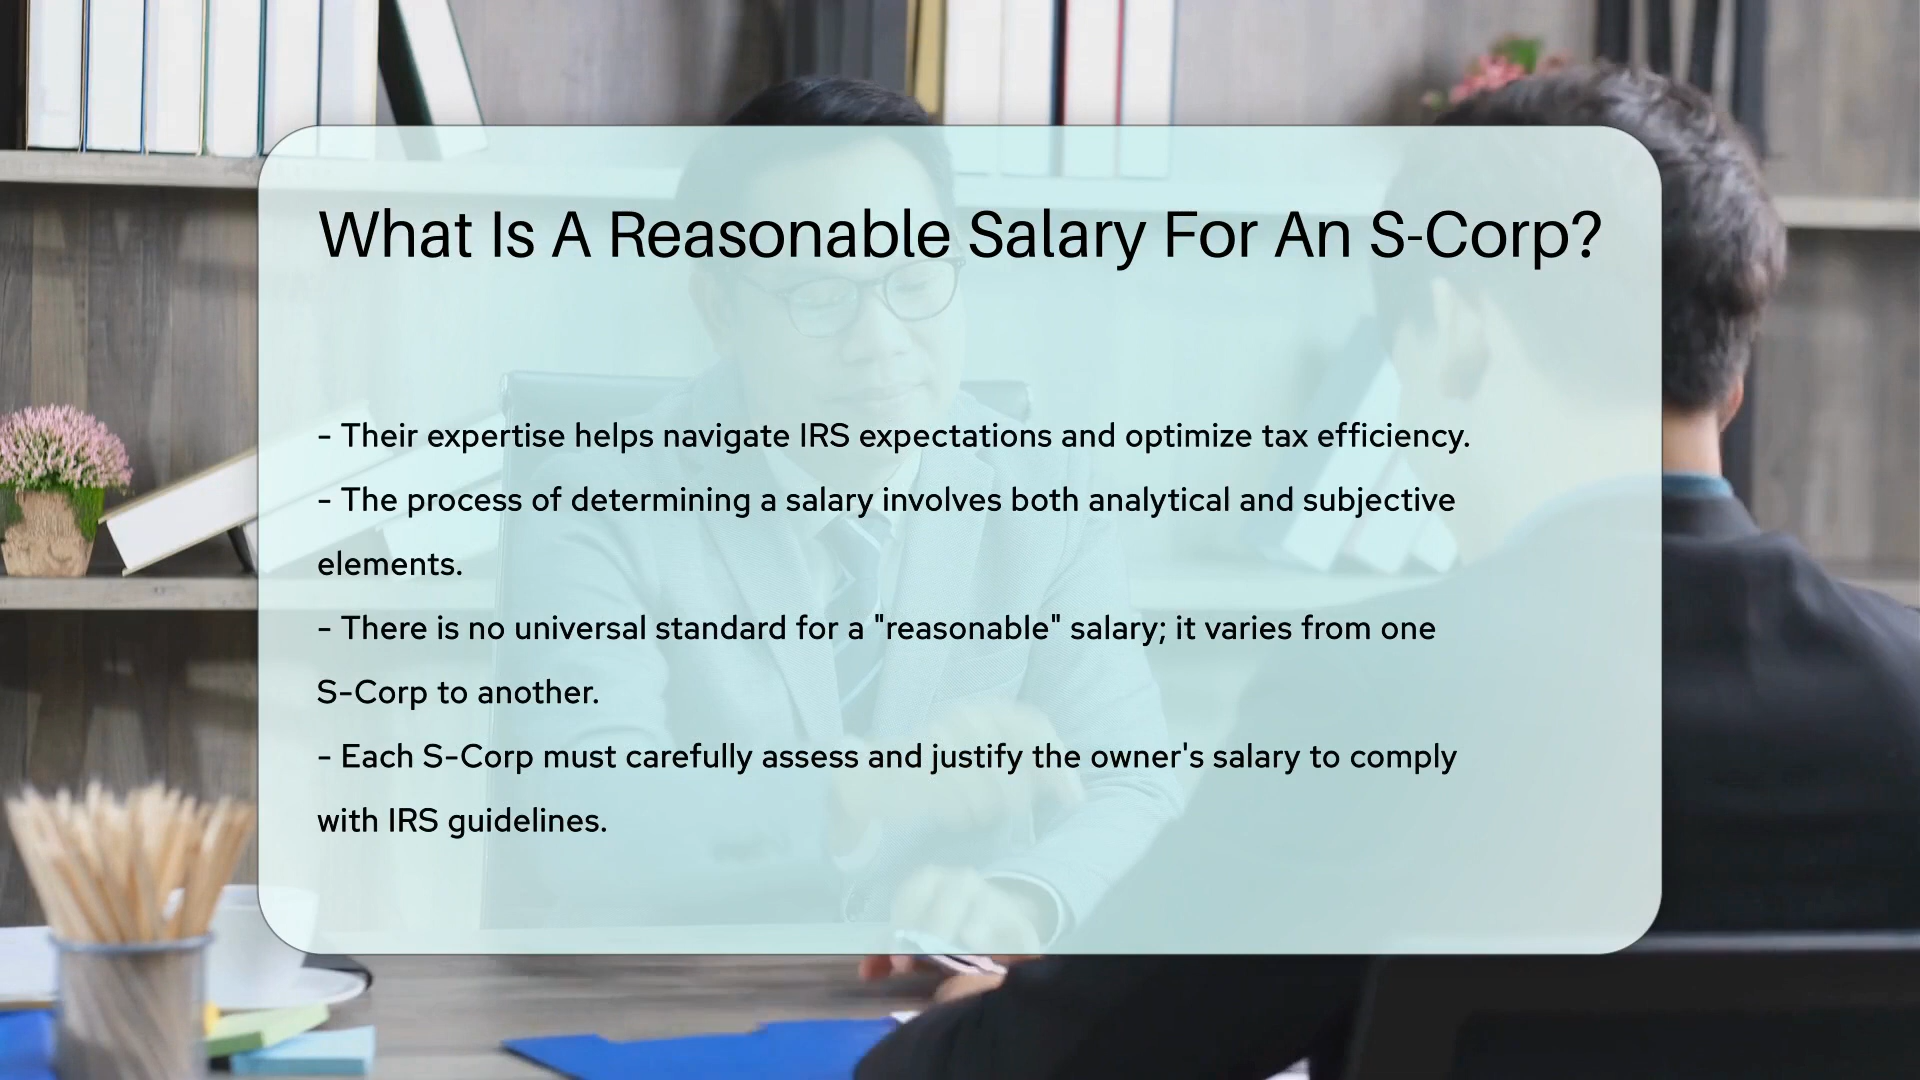 What Is A Reasonable Salary For An S-Corp?
- Their expertise helps navigate IRS expectations and optimize tax efficiency.
- The process of determining a salary involves both analytical and subjective
elements.
- There is no universal standard for a "reasonable" salary; it varies from one
S-Corp to another.
- Each S-Corp must carefully assess and justify the owner's salary to comply
with IRS guidelines.